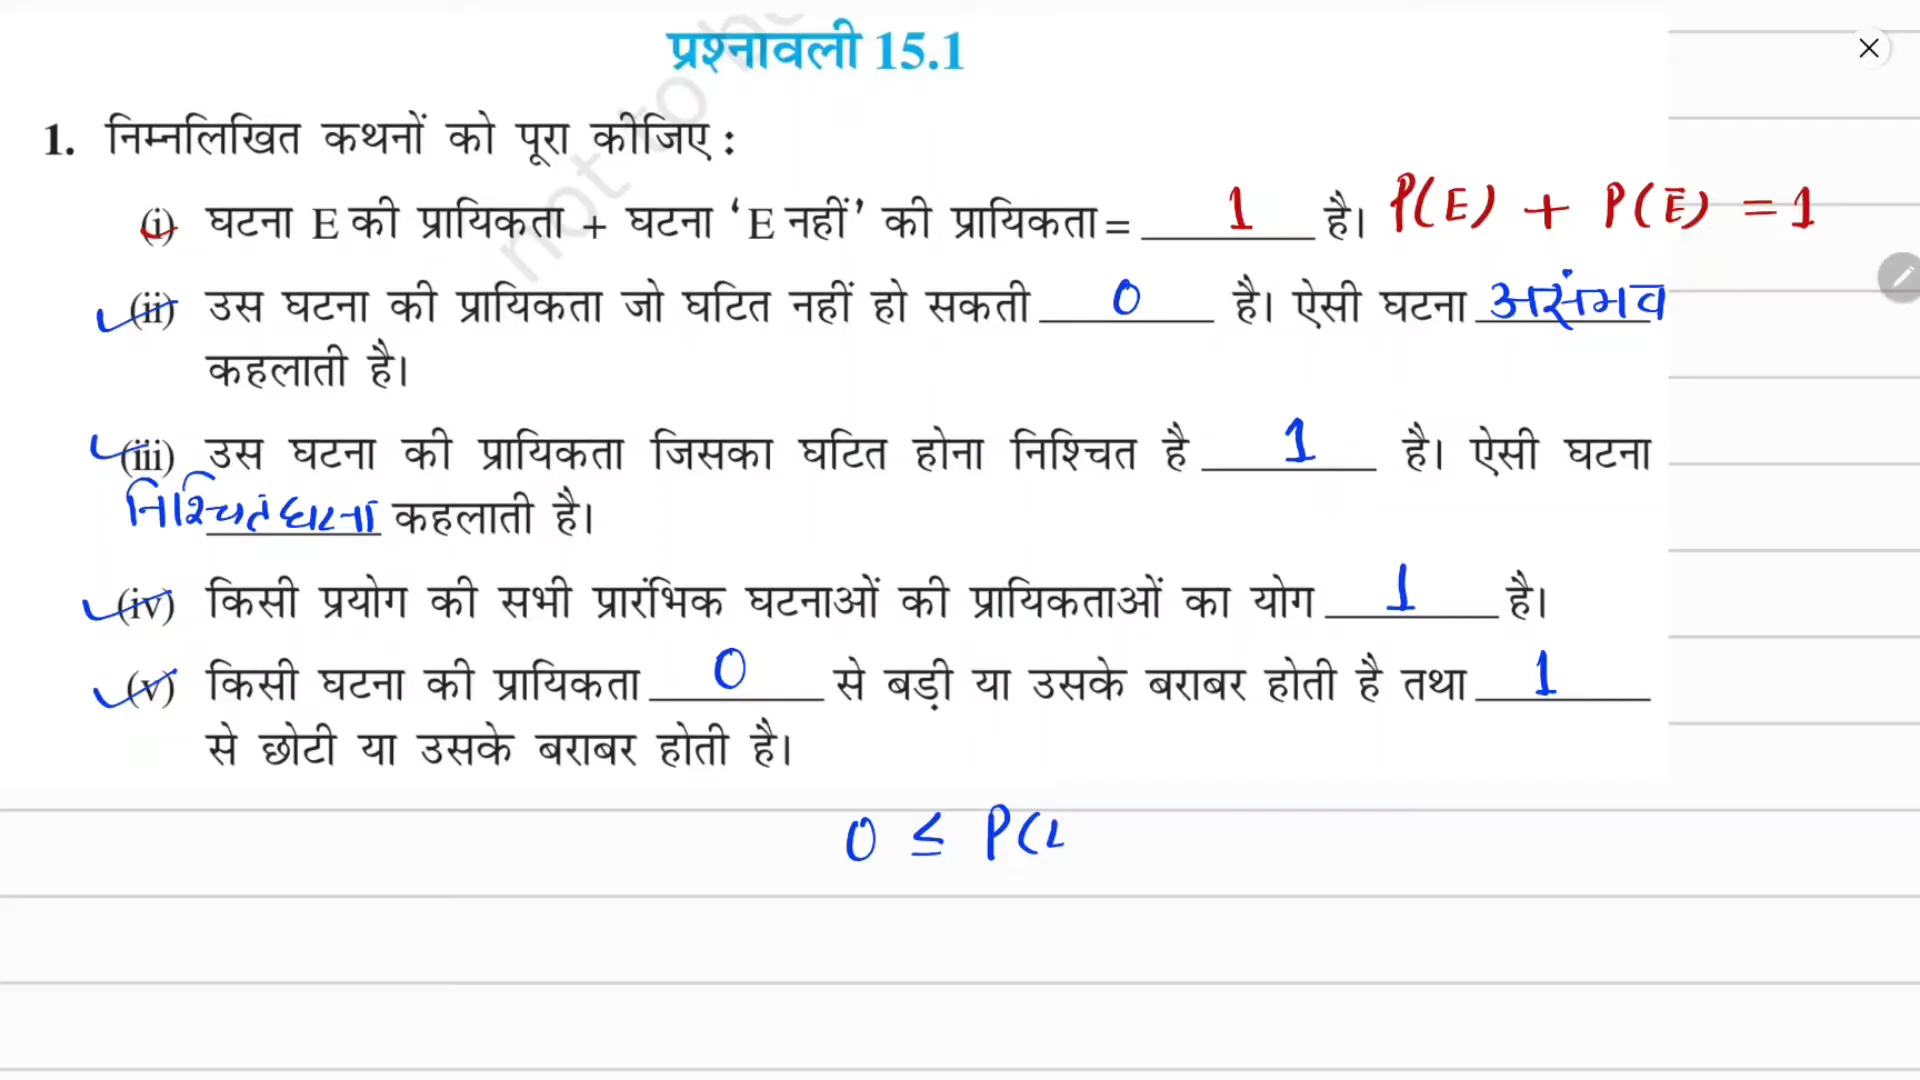 प्रश्नावली 15.1
1. निम्नलिखित कथनों को पूरा कीजिए :
(i) घटना E की प्रायिकता + घटना ‘E नहीं’ की प्रायिकता = 1 है। P(E) + P(E̅) = 1
(ii) उस घटना की प्रायिकता जो घटित नहीं हो सकती 0 है। ऐसी घटना असंभव
कहलाती है।
(iii) उस घटना की प्रायिकता जिसका घटित होना निश्चित है 1 है। ऐसी घटना
निश्चित घटना कहलाती है।
(iv) किसी प्रयोग की सभी प्रारंभिक घटनाओं की प्रायिकताओं का योग 1 है।
(v) किसी घटना की प्रायिकता 0 से बड़ी या उसके बराबर होती है तथा 1
से छोटी या उसके बराबर होती है।
0 ≤ P(